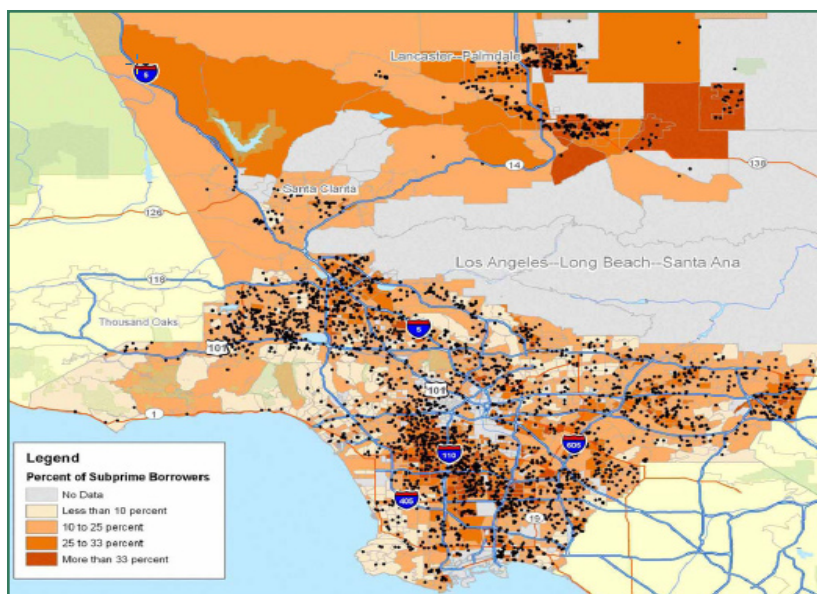 5
Lancaster--Palmdale
14
138
Santa Clarita
126
Los Angeles--Long Beach--Santa Ana
118
Thousand Oaks
5
101
101
1
110
605
405
Legend
Percent of Subprime Borrowers
No Data
Less than 10 percent
10 to 25 percent
25 to 33 percent
More than 33 percent